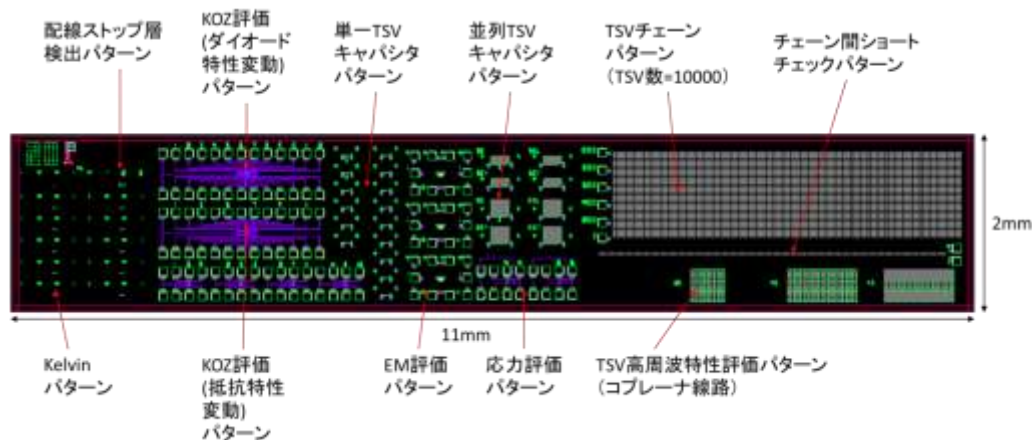 配線ストップ層
検出パターン
KOZ評価
(ダイオード
特性変動)
パターン
単一TSV
キャパシタ
パターン
並列TSV
キャパシタ
パターン
TSVチェーン
パターン
（TSV数=10000）
チェーン間ショート
チェックパターン
2mm
11mm
Kelvin
パターン
KOZ評価
(抵抗特性
変動)
パターン
EM評価
パターン
応力評価
パターン
TSV高周波特性評価パターン
（コプレーナ線路）